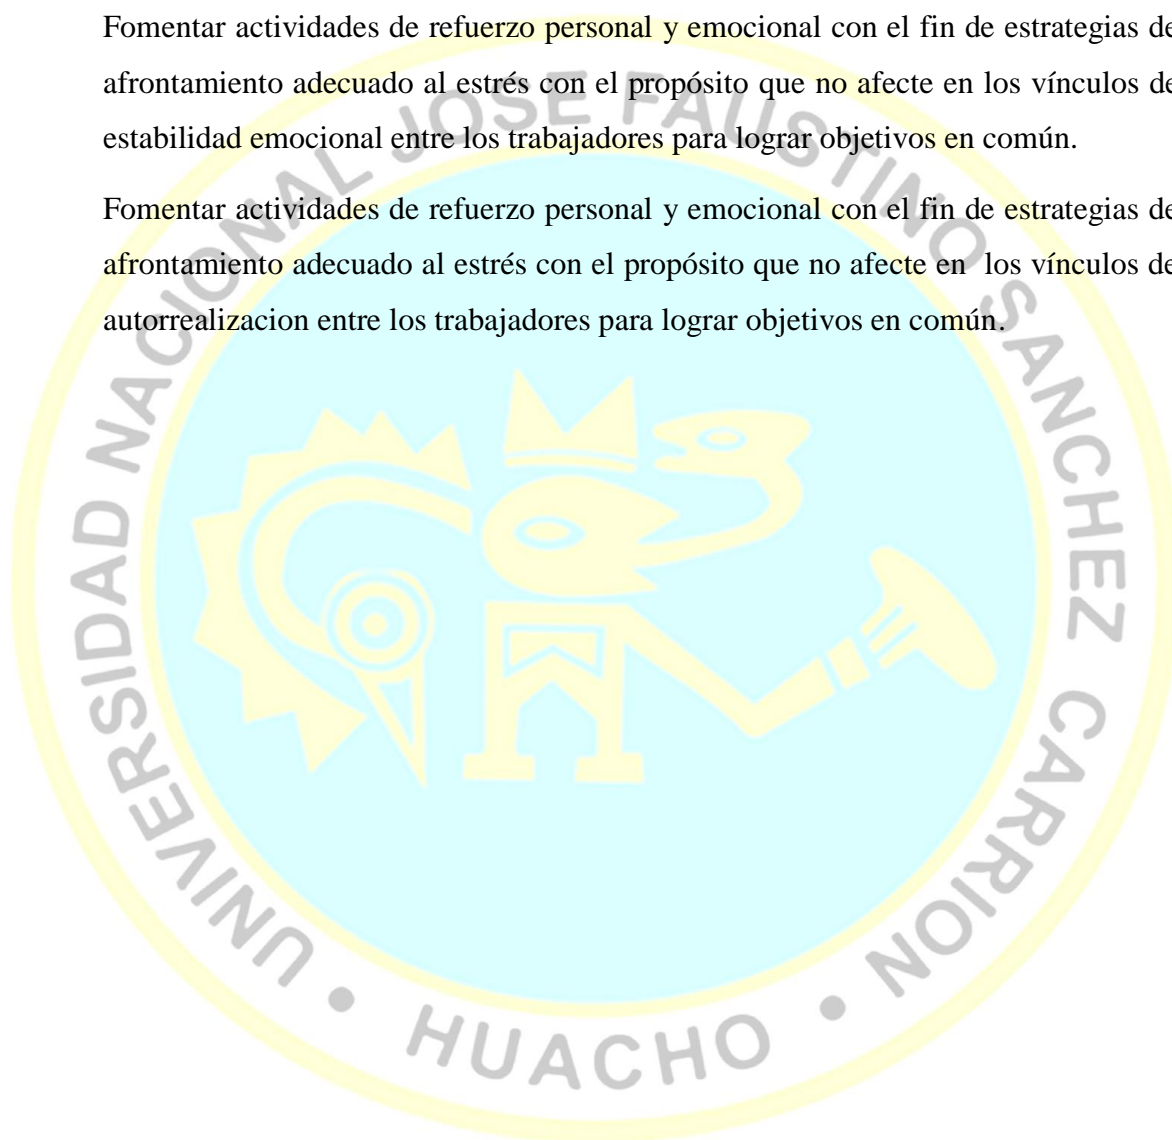 Fomentar actividades de refuerzo personal y emocional con el fin de estrategias de
afrontamiento adecuado al estrés con el propósito que no afecte en los vínculos de
estabilidad emocional entre los trabajadores para lograr objetivos en común.
Fomentar actividades de refuerzo personal y emocional con el fin de estrategias de
afrontamiento adecuado al estrés con el propósito que no afecte en  los vínculos de
autorrealizacion entre los trabajadores para lograr objetivos en común.
UNIVERSIDAD NACIONAL JOSE FAUSTINO SANCHEZ CARRION • HUACHO •